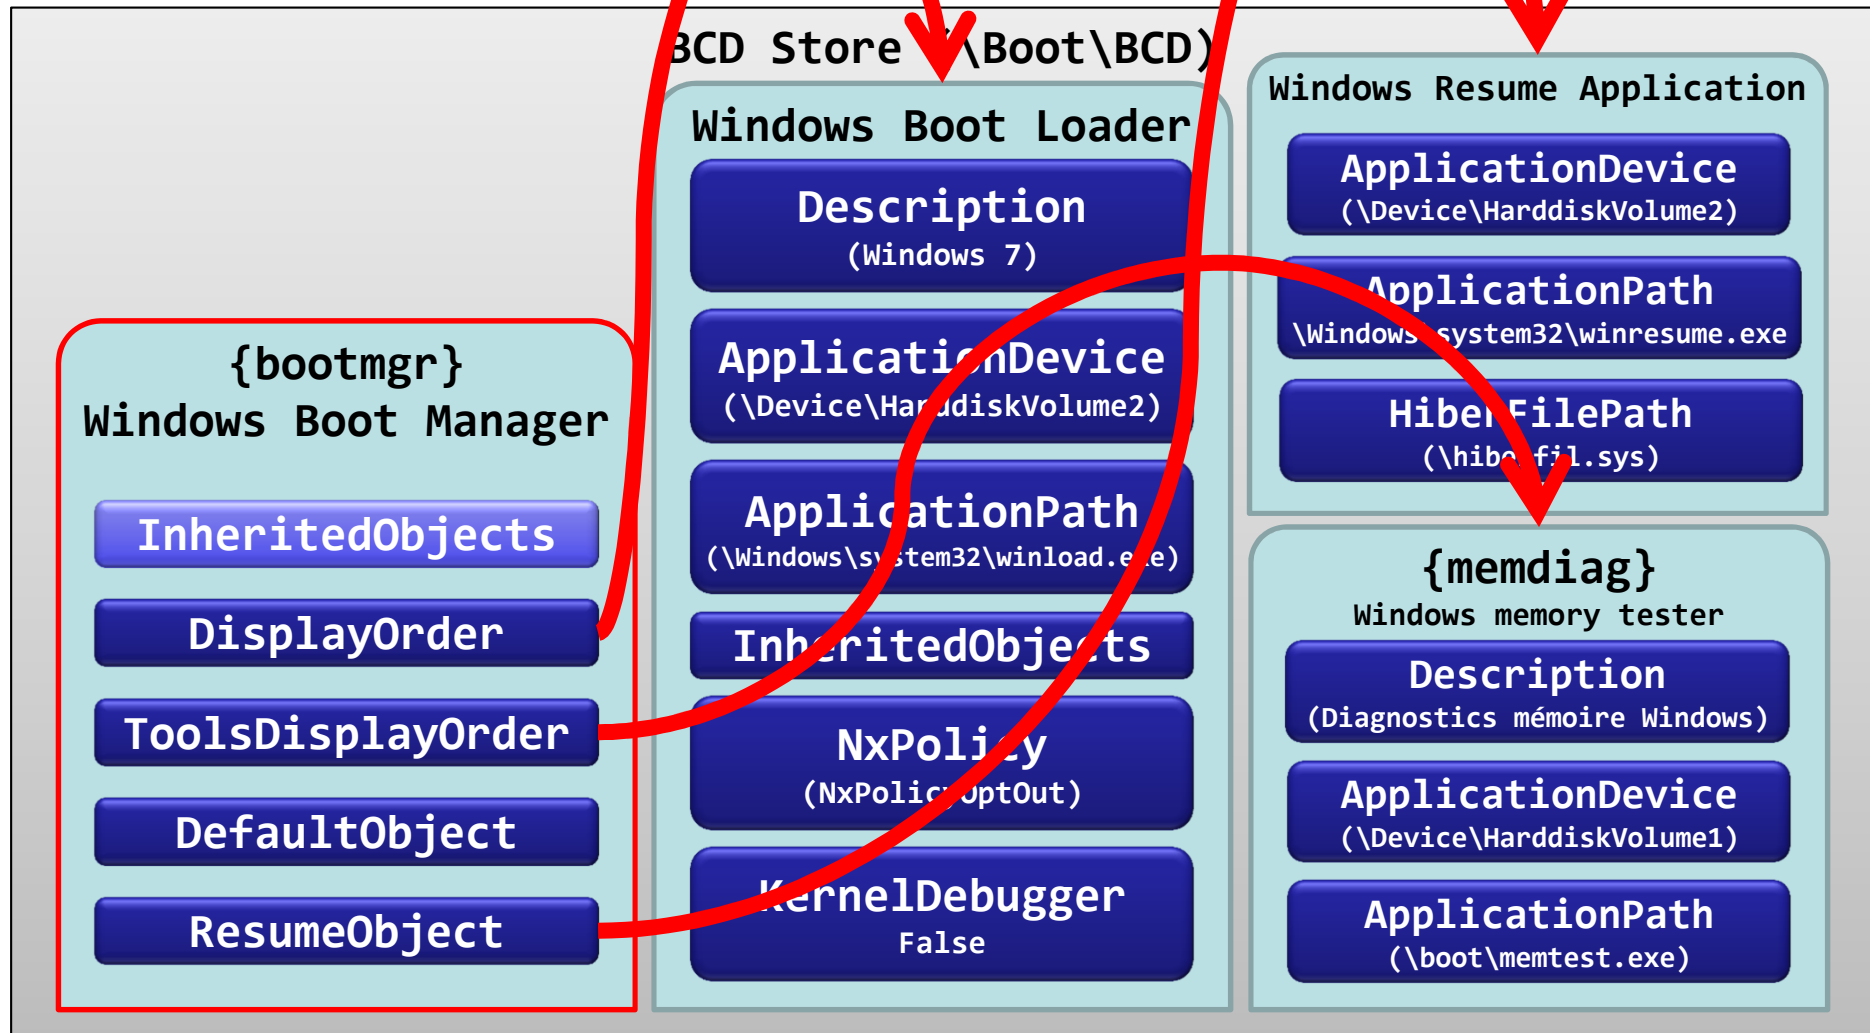 BCD Store (\Boot\BCD)
{bootmgr}
Windows Boot Manager
InheritedObjects
DisplayOrder
ToolsDisplayOrder
DefaultObject
ResumeObject
Windows Boot Loader
Description
(Windows 7)
ApplicationDevice
(\Device\HarddiskVolume2)
ApplicationPath
(\Windows\system32\winload.exe)
InheritedObjects
NxPolicy
(NxPolicyOptOut)
KernelDebugger
False
Windows Resume Application
ApplicationDevice
(\Device\HarddiskVolume2)
ApplicationPath
\Windows\system32\winresume.exe
HiberFilePath
(\hiberfil.sys)
{memdiag}
Windows memory tester
Description
(Diagnostics mémoire Windows)
ApplicationDevice
(\Device\HarddiskVolume1)
ApplicationPath
(\boot\memtest.exe)